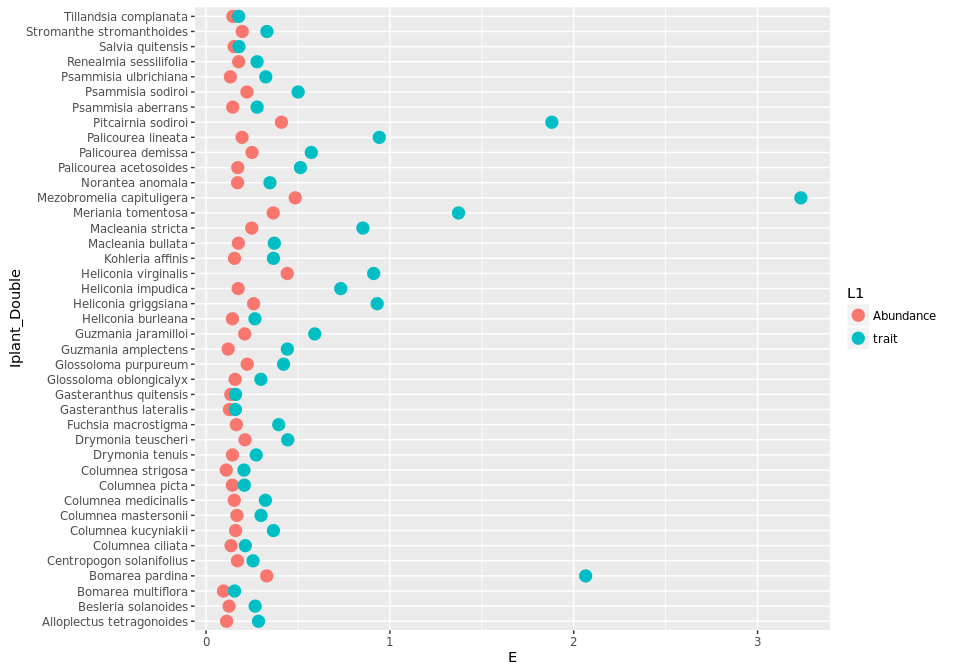 Tillandsia complanata
Stromanthe stromanthoides
Salvia quitensis
Renealmia sessilifolia
Psammisia ulbrichiana
Psammisia sodiroi
Psammisia aberrans
Pitcairnia sodiroi
Palicourea lineata
Palicourea demissa
Palicourea acetosoides
Norantea anomala
Mezobromelia capituligera
Meriania tomentosa
Macleania stricta
Macleania bullata
Kohleria affinis
Heliconia virginalis
Heliconia impudica
Heliconia griggsiana
Heliconia burleana
Guzmania jaramilloi
Guzmania amplectens
Glossoloma purpureum
Glossoloma oblongicalyx
Gasteranthus quitensis
Gasteranthus lateralis
Fuchsia macrostigma
Drymonia teuscheri
Drymonia tenuis
Columnea strigosa
Columnea picta
Columnea medicinalis
Columnea mastersonii
Columnea kucyniakii
Columnea ciliata
Centropogon solanifolius
Bomarea pardina
Bomarea multiflora
Besleria solanoides
Alloplectus tetragonoides
Iplant_Double
0 1 2 3
E
L1
Abundance
trait